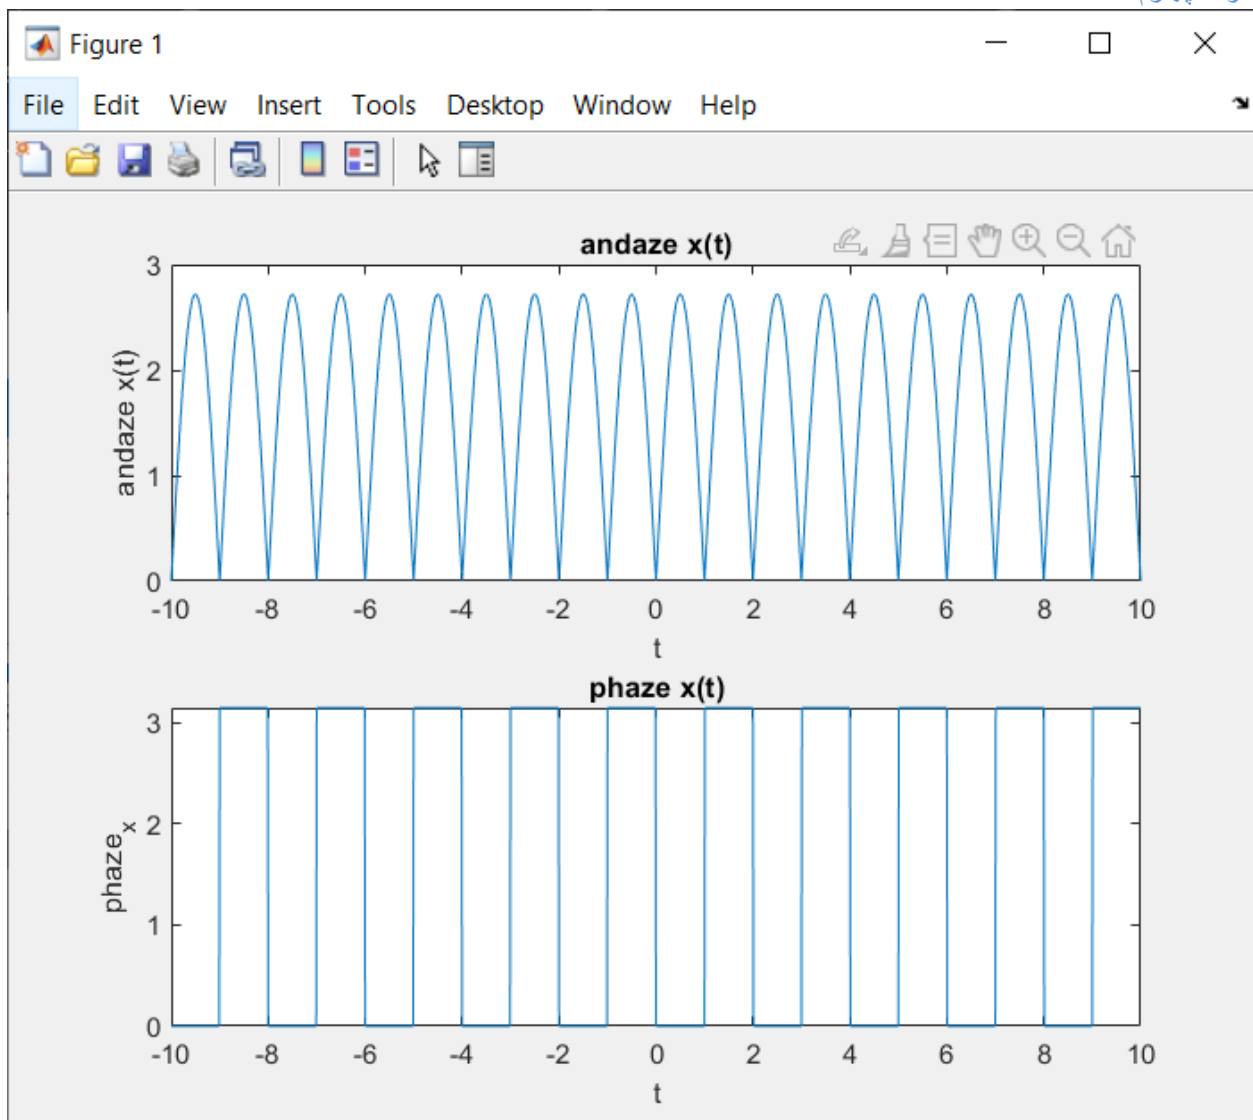 Figure 1
File Edit View Insert Tools Desktop Window Help
andaze x(t)
andaze x(t)
3
2
1
0
-10 -8 -6 -4 -2 0 2 4 6 8 10
t
phaze x(t)
phaze_x
3
2
1
0
-10 -8 -6 -4 -2 0 2 4 6 8 10
t